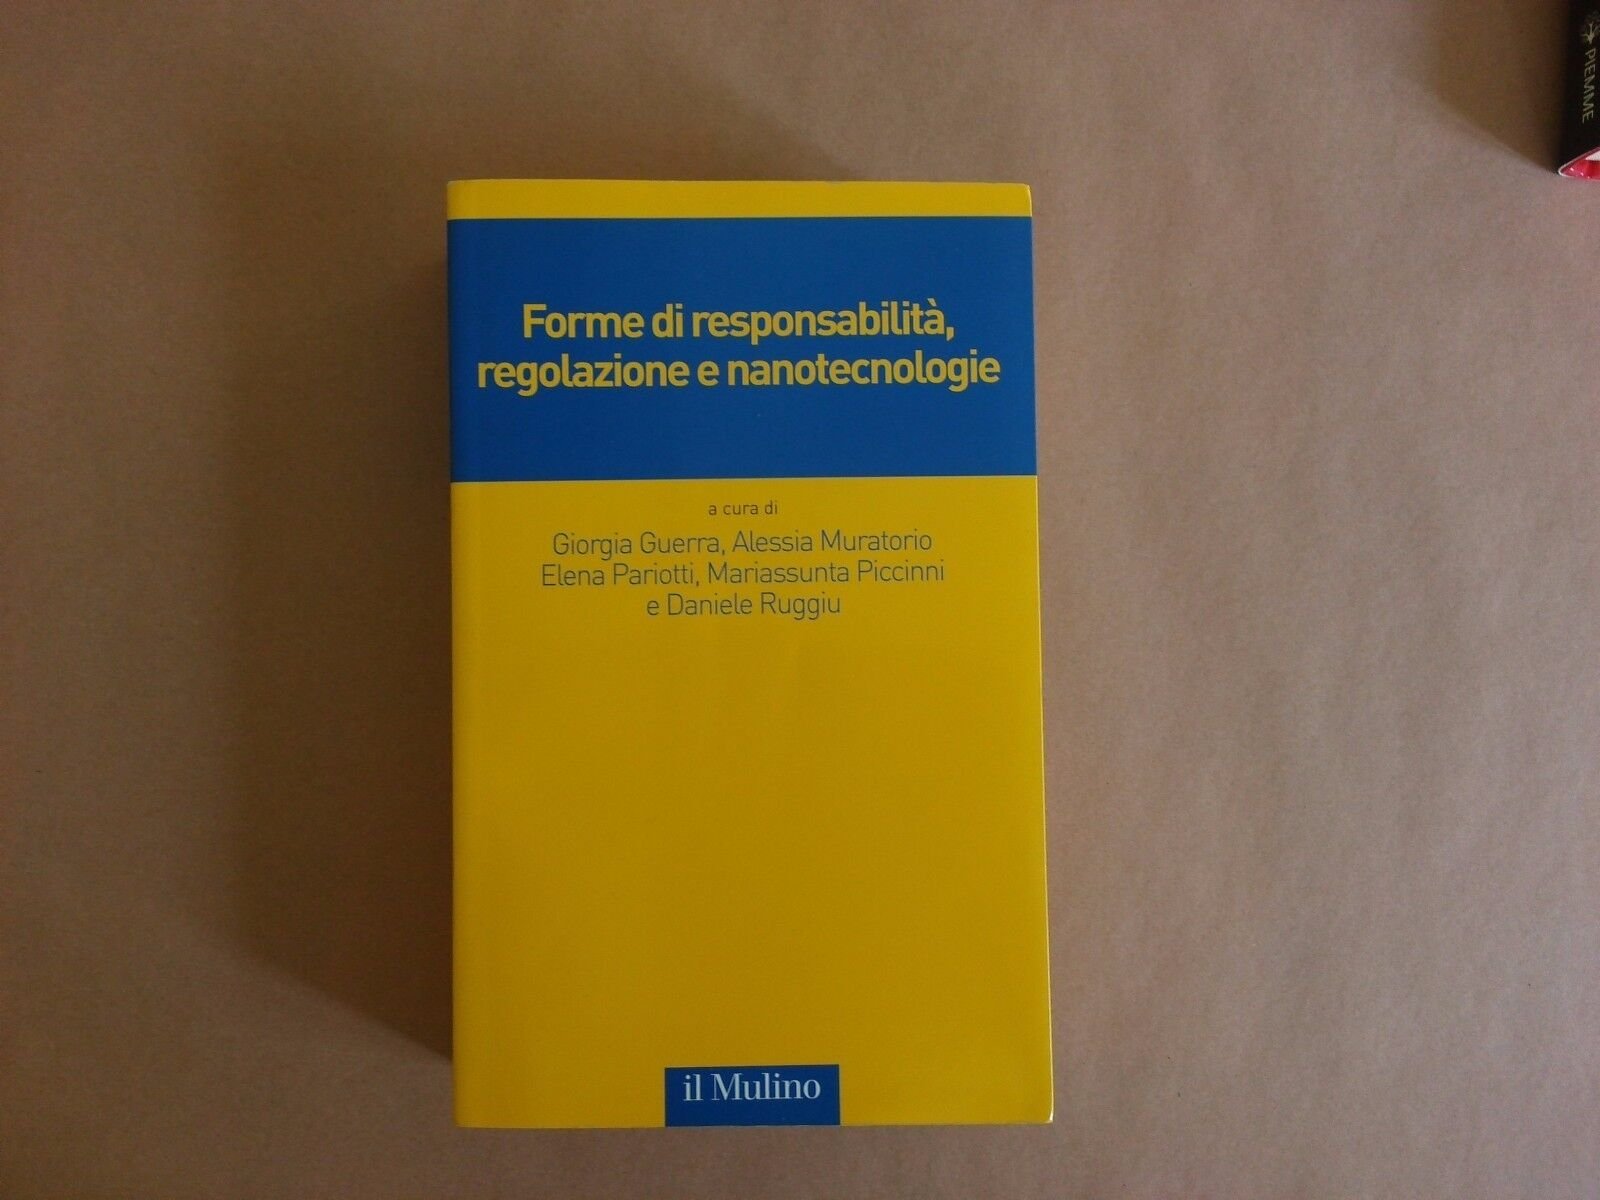 Forme di responsabilità,
regolazione e nanotecnologie
a cura di
Giorgia Guerra, Alessia Muratorio
Elena Pariotti, Mariassunta Piccinni
e Daniele Ruggiu
il Mulino
PIEMME